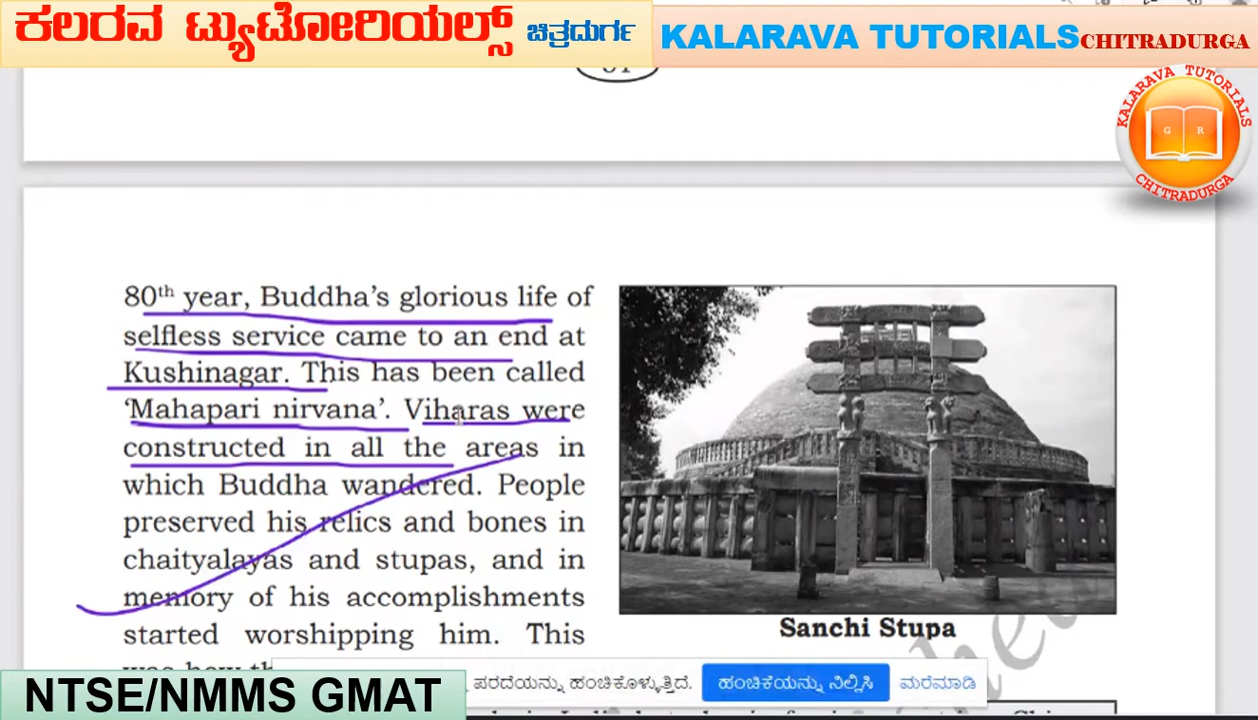 ಕಲರವ ಟ್ಯುಟೋರಿಯಲ್ಸ್ ಚಿತ್ರದುರ್ಗ
KALARAVA TUTORIALS CHITRADURGA
KALARAVA TUTORIALS
G R
CHITRADURGA
80th year, Buddha's glorious life of
selfless service came to an end at
Kushinagar. This has been called
'Mahapari nirvana'. Viharas were
constructed in all the areas in
which Buddha wandered. People
preserved his relics and bones in
chaityalayas and stupas, and in
memory of his accomplishments
started worshipping him. This
Sanchi Stupa
ಪರದೆಯನ್ನು ಹಂಚಿಕೊಳ್ಳುತ್ತಿದೆ. ಹಂಚಿಕೆಯನ್ನು ನಿಲ್ಲಿಸಿ ಮರೆಮಾಡಿ
NTSE/NMMS GMAT